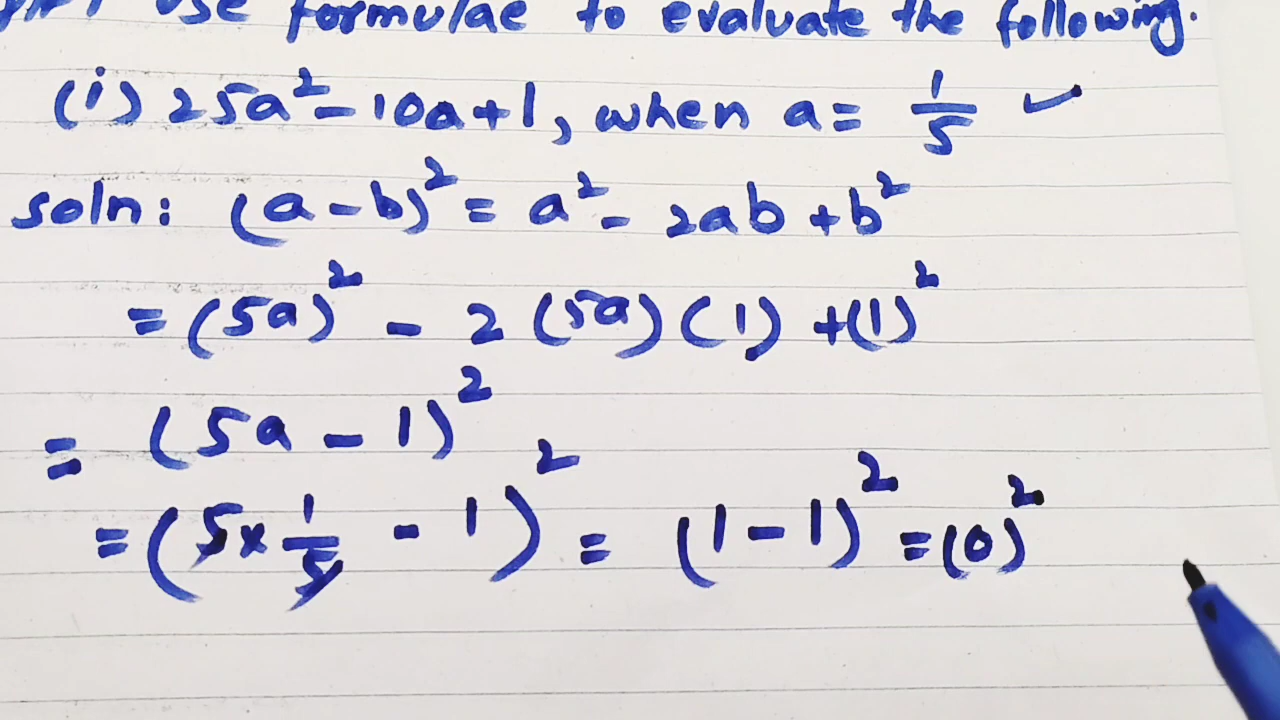 Use formulae to evaluate the following.
(i) 25a² - 10a + 1, when a = 1/5 ✓
soln: (a - b)² = a² - 2ab + b²
= (5a)² - 2 (5a) (1) + (1)²
= (5a - 1)²
= (5 × 1/5 - 1)² = (1 - 1)² = (0)²